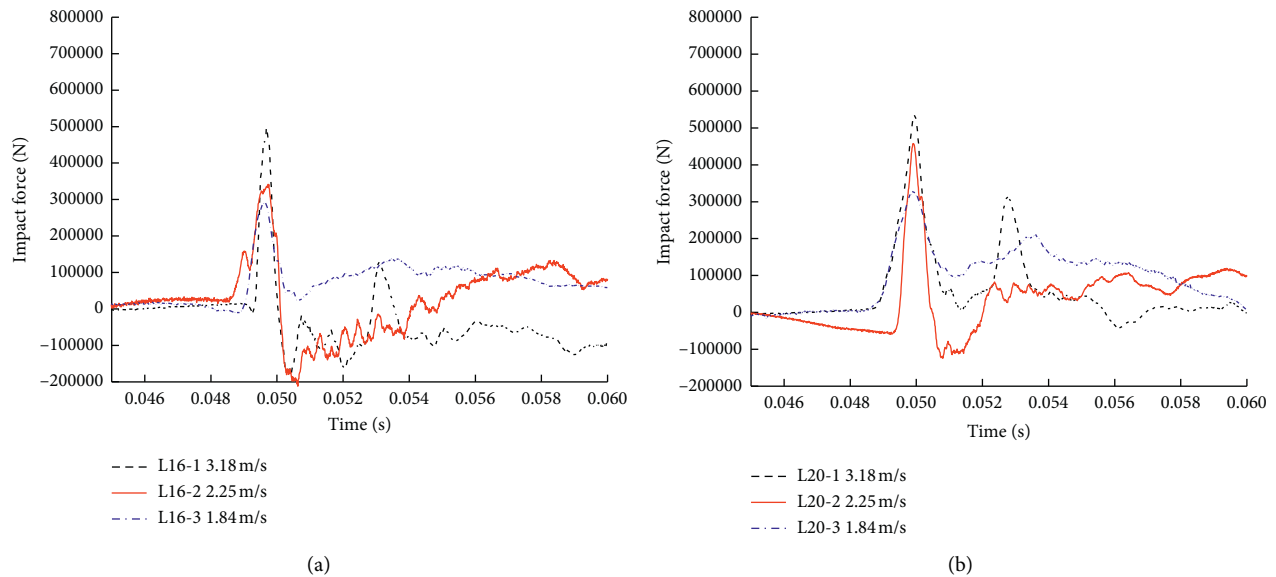 800000
700000
600000
500000
400000
300000
200000
100000
0
−100000
−200000
Impact force (N)
0.046 0.048 0.050 0.052 0.054 0.056 0.058 0.060
Time (s)
L16-1 3.18 m/s
L16-2 2.25 m/s
L16-3 1.84 m/s
(a)
800000
700000
600000
500000
400000
300000
200000
100000
0
−100000
−200000
Impact force (N)
0.046 0.048 0.050 0.052 0.054 0.056 0.058 0.060
Time (s)
L20-1 3.18 m/s
L20-2 2.25 m/s
L20-3 1.84 m/s
(b)